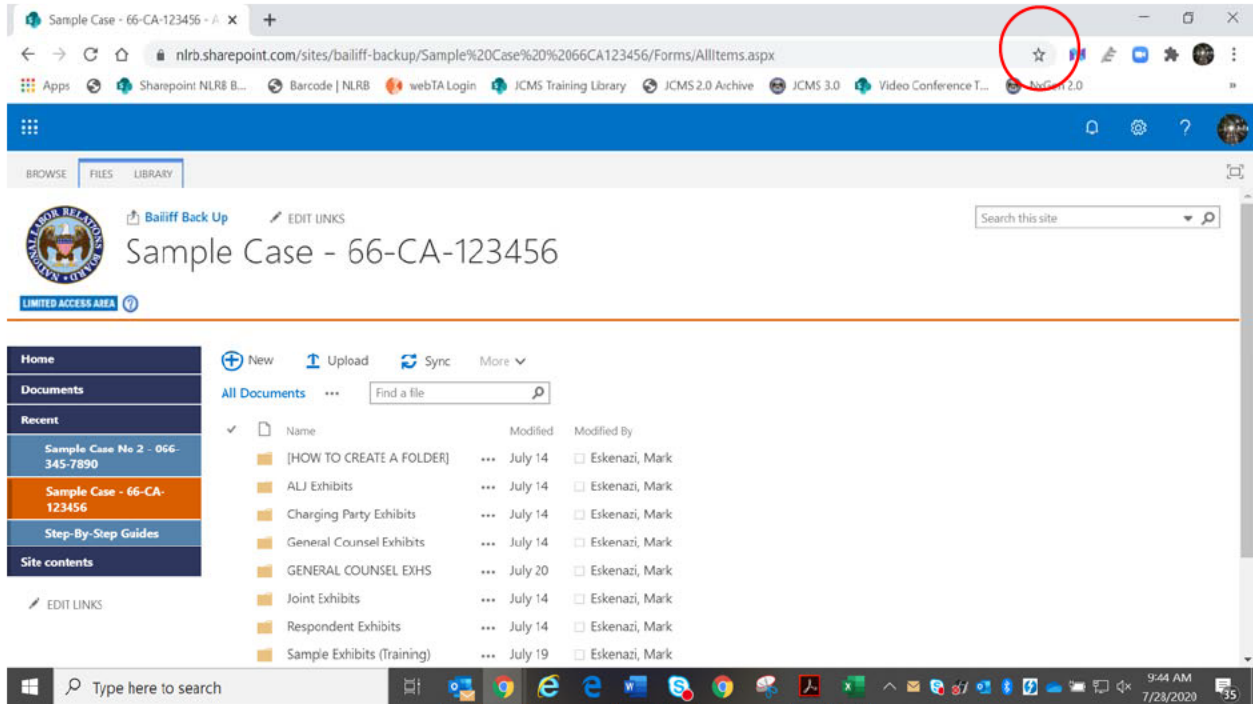 Sample Case - 66-CA-123456 - A
nlrb.sharepoint.com/sites/bailiff-backup/Sample%20Case%20%2066CA123456/Forms/AllItems.aspx
Apps Sharepoint NLRB B... Barcode | NLRB webTA Login JCMS Training Library JCMS 2.0 Archive JCMS 3.0 Video Conference T... NxGen 2.0
BROWSE FILES LIBRARY
Bailiff Back Up EDIT LINKS Search this site
Sample Case - 66-CA-123456
NATIONAL LABOR RELATIONS BOARD
LIMITED ACCESS AREA ?
Home
Documents
Recent
Sample Case No 2 - 066-
345-7890
Sample Case - 66-CA-
123456
Step-By-Step Guides
Site contents
EDIT LINKS
New Upload Sync More
All Documents ... Find a file
Name Modified Modified By
[HOW TO CREATE A FOLDER] ... July 14 Eskenazi, Mark
ALJ Exhibits ... July 14 Eskenazi, Mark
Charging Party Exhibits ... July 14 Eskenazi, Mark
General Counsel Exhibits ... July 14 Eskenazi, Mark
GENERAL COUNSEL EXHS ... July 20 Eskenazi, Mark
Joint Exhibits ... July 14 Eskenazi, Mark
Respondent Exhibits ... July 14 Eskenazi, Mark
Sample Exhibits (Training) ... July 19 Eskenazi, Mark
Type here to search
9:44 AM
7/28/2020
35